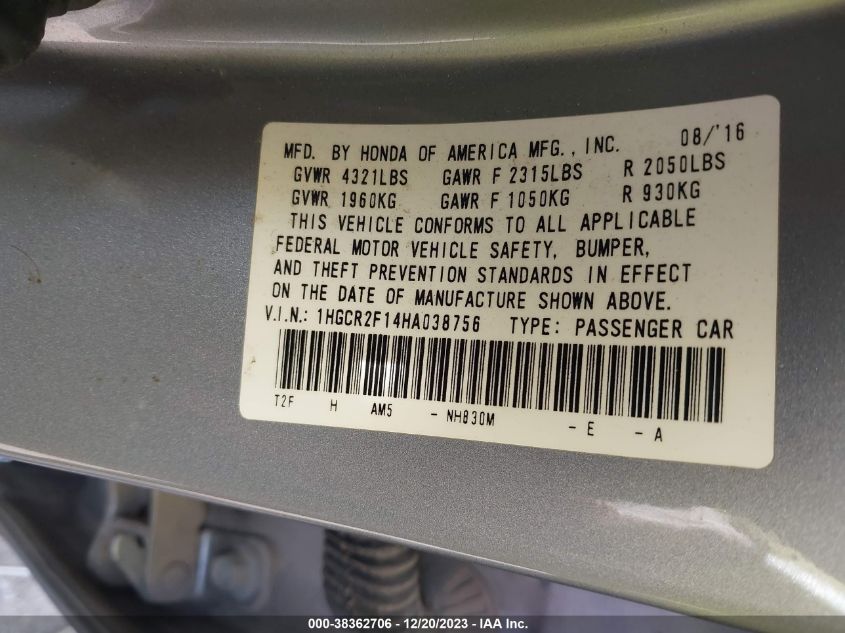 MFD. BY HONDA OF AMERICA MFG., INC. 08/'16
GVWR 4321LBS GAWR F 2315LBS R 2050LBS
GVWR 1960KG GAWR F 1050KG R 930KG
THIS VEHICLE CONFORMS TO ALL APPLICABLE
FEDERAL MOTOR VEHICLE SAFETY, BUMPER,
AND THEFT PREVENTION STANDARDS IN EFFECT
ON THE DATE OF MANUFACTURE SHOWN ABOVE.
V.I.N.: 1HGCR2F14HA038756 TYPE: PASSENGER CAR
T2F H AM5 - NH830M - E - A
000-38362706 - 12/20/2023 - IAA Inc.